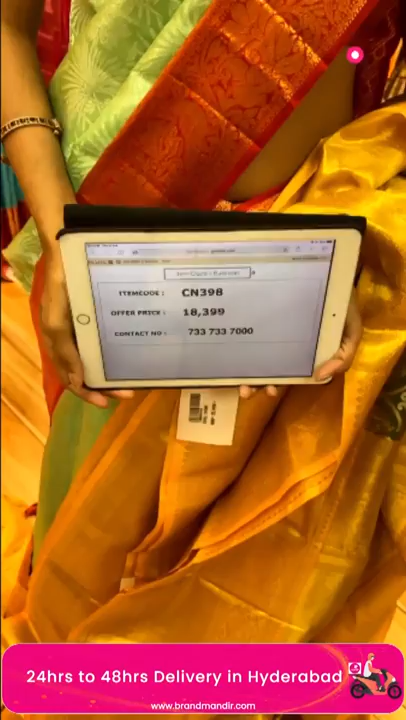 ITEMCODE : CN398
OFFER PRICE : 18,399
CONTACT NO : 733 733 7000
24hrs to 48hrs Delivery in Hyderabad
www.brandmandir.com